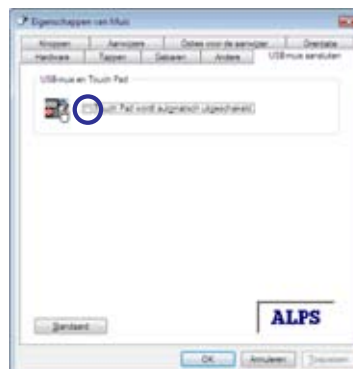 Eigenschappen van Muis
Knoppen Aanwijzers Opties voor de aanwijzer Orientatie
Hardware Tappen Gebaren Andere USB-muis aansluiten
USB-muis en Touch Pad
Touch Pad wordt automatisch uitgeschakeld.
Standaard
ALPS
OK Annuleren Toepassen